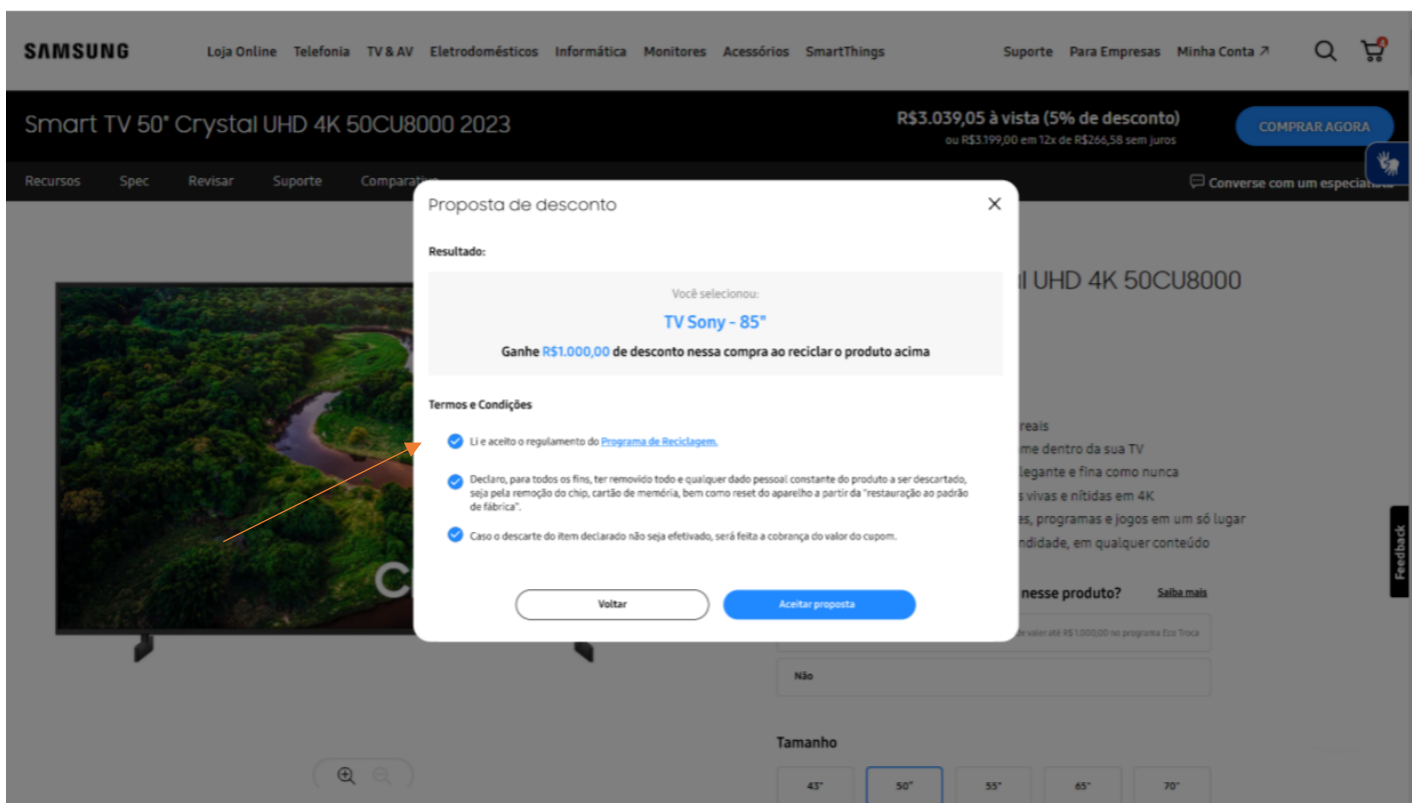 SAMSUNG
Loja Online Telefonia TV & AV Eletrodomésticos Informática Monitores Acessórios SmartThings Suporte Para Empresas Minha Conta
Smart TV 50" Crystal UHD 4K 50CU8000 2023
R$3.039,05 à vista (5% de desconto)
ou R$3.199,00 em 12x de R$266,58 sem juros
COMPRAR AGORA
Recursos Spec Revisar Suporte Converse com um
Proposta de desconto
Resultado:
Você selecionou:
TV Sony - 85"
Ganhe R$1.000,00 de desconto nessa compra ao reciclar o produto acima
Termos e Condições
Li e aceito o regulamento do Programa de Reciclagem.
Declaro, para todos os fins, ter removido todo e qualquer dado pessoal constante do produto a ser descartado,
seja pela remoção do chip, cartão de memória, bem como reset do aparelho a partir da "restauração ao padrão
de fábrica".
Caso o descarte do item declarado não seja efetivado, será feita a cobrança do valor do cupom.
Voltar
Aceitar proposta
UHD 4K 50CU8000
reais
me dentro da sua TV
legante e fina como nunca
s vivas e nítidas em 4K
es, programas e jogos em um só lugar
ndidade, em qualquer conteúdo
nesse produto? Saiba mais
valer até R$ 1.000,00 no programa Eco Troca
Não
Tamanho
43" 50" 55" 65" 70"
Feedback